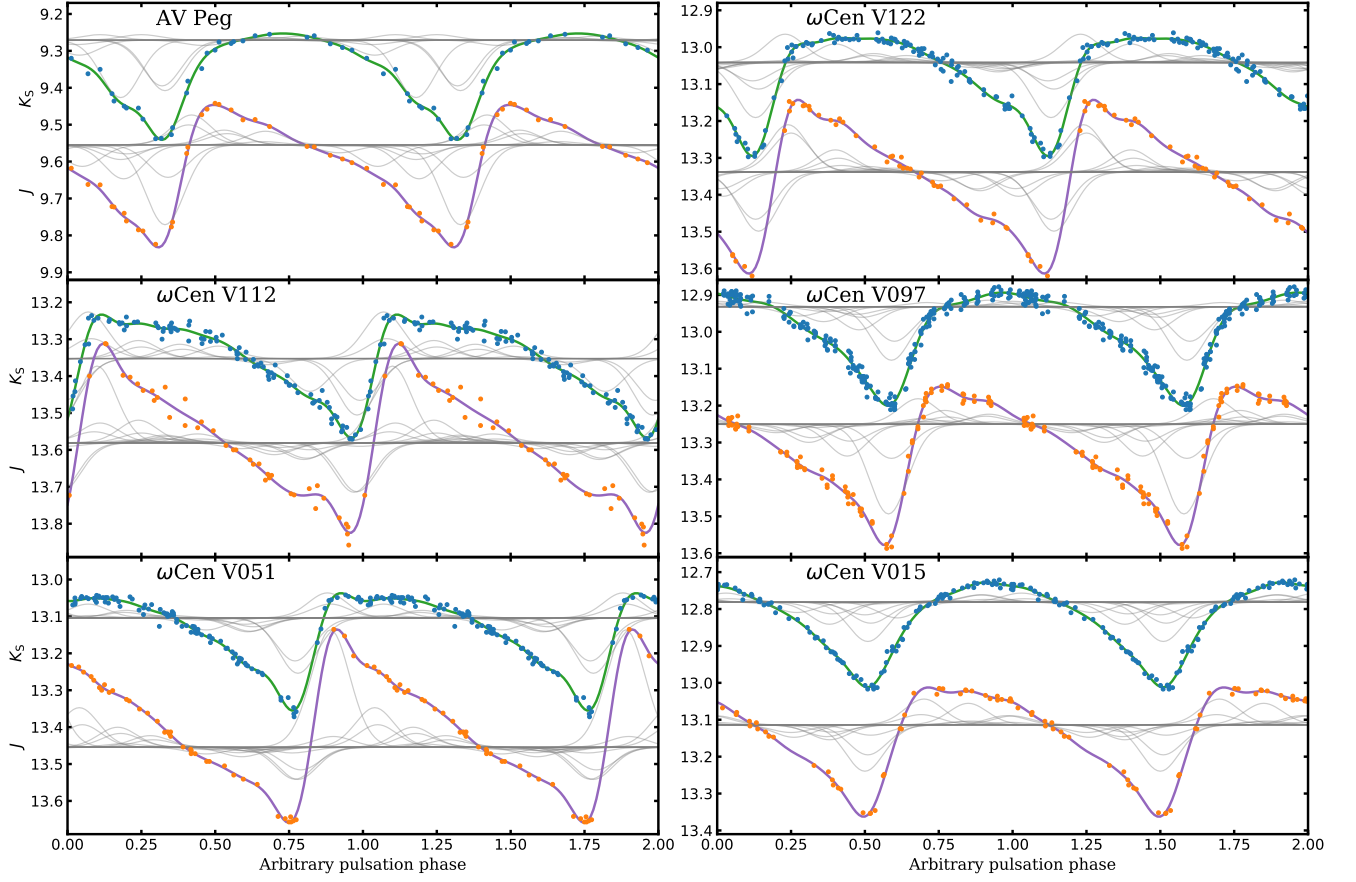 AV Peg
9.2
9.3
9.4
9.5
9.6
9.7
9.8
9.9
Kₛ
J
ωCen V122
12.9
13.0
13.1
13.2
13.3
13.4
13.5
13.6
ωCen V112
13.2
13.3
13.4
13.5
13.6
13.7
13.8
Kₛ
J
ωCen V097
12.9
13.0
13.1
13.2
13.3
13.4
13.5
13.6
ωCen V051
13.0
13.1
13.2
13.3
13.4
13.5
13.6
Kₛ
J
0.00 0.25 0.50 0.75 1.00 1.25 1.50 1.75 2.00
Arbitrary pulsation phase
ωCen V015
12.7
12.8
12.9
13.0
13.1
13.2
13.3
13.4
0.00 0.25 0.50 0.75 1.00 1.25 1.50 1.75 2.00
Arbitrary pulsation phase